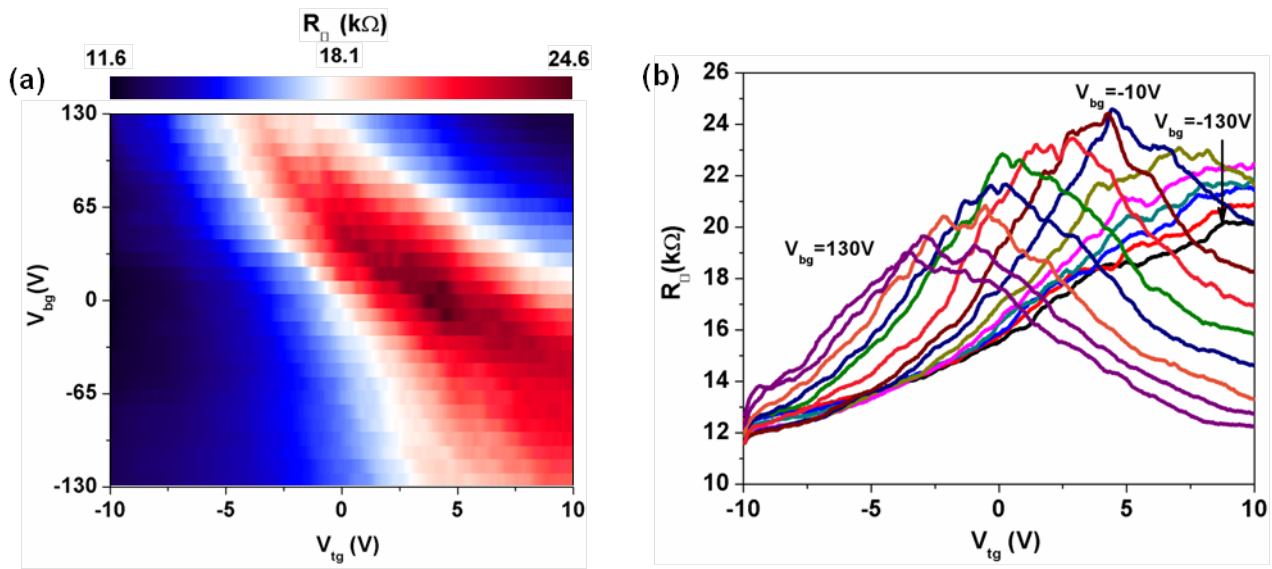 R▯ (kΩ)
11.6 18.1 24.6
(a)
130
65
0
-65
-130
V_bg(V)
-10 -5 0 5 10
V_tg (V)
(b)
26
24
22
20
18
16
14
12
10
R▯(kΩ)
V_bg=-10V
V_bg=-130V
V_bg=130V
-10 -5 0 5 10
V_tg (V)